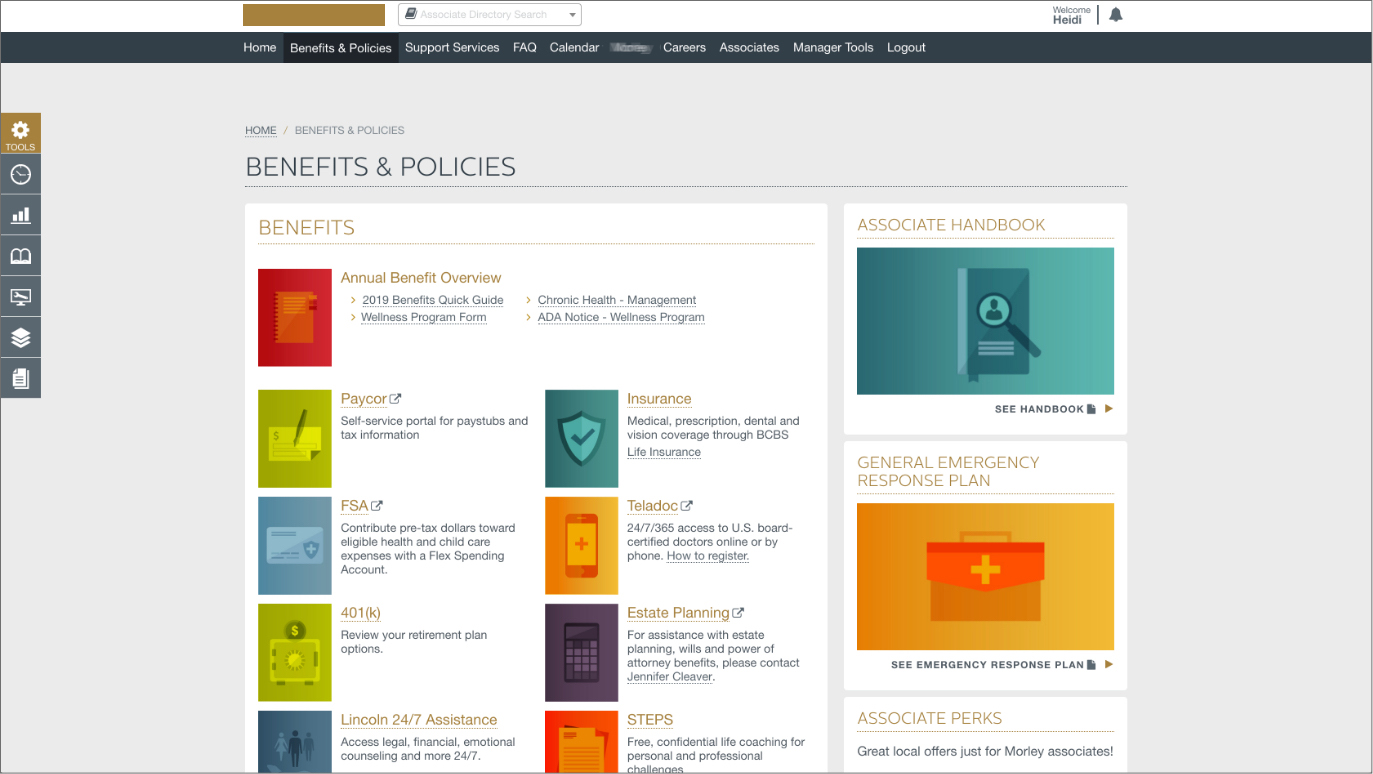 Associate Directory Search
Welcome
Heidi
Home Benefits & Policies Support Services FAQ Calendar Careers Associates Manager Tools Logout
TOOLS
HOME / BENEFITS & POLICIES
BENEFITS & POLICIES
BENEFITS
Annual Benefit Overview
2019 Benefits Quick Guide
Chronic Health - Management
Wellness Program Form
ADA Notice - Wellness Program
Paycor
Self-service portal for paystubs and
tax information
Insurance
Medical, prescription, dental and
vision coverage through BCBS
Life Insurance
FSA
Contribute pre-tax dollars toward
eligible health and child care
expenses with a Flex Spending
Account.
Teladoc
24/7/365 access to U.S. board-
certified doctors online or by
phone. How to register.
401(k)
Review your retirement plan
options.
Estate Planning
For assistance with estate
planning, wills and power of
attorney benefits, please contact
Jennifer Cleaver.
Lincoln 24/7 Assistance
Access legal, financial, emotional
counseling and more 24/7.
STEPS
Free, confidential life coaching for
personal and professional
challenges
ASSOCIATE HANDBOOK
SEE HANDBOOK
GENERAL EMERGENCY
RESPONSE PLAN
SEE EMERGENCY RESPONSE PLAN
ASSOCIATE PERKS
Great local offers just for Morley associates!